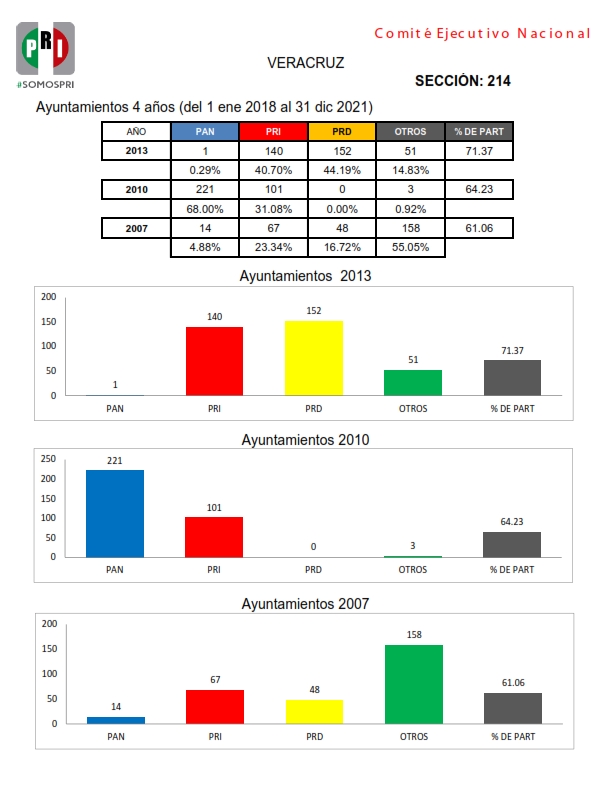 Comité Ejecutivo Nacional
PRI
#SOMOSPRI
VERACRUZ
SECCIÓN: 214
Ayuntamientos 4 años (del 1 ene 2018 al 31 dic 2021)
AÑO PAN PRI PRD OTROS % DE PART
2013 1 140 152 51 71.37
0.29% 40.70% 44.19% 14.83%
2010 221 101 0 3 64.23
68.00% 31.08% 0.00% 0.92%
2007 14 67 48 158 61.06
4.88% 23.34% 16.72% 55.05%
Ayuntamientos 2013
200
150
100
50
0
1 140 152 51 71.37
PAN PRI PRD OTROS % DE PART
Ayuntamientos 2010
250
200
150
100
50
0
221 101 0 3 64.23
PAN PRI PRD OTROS % DE PART
Ayuntamientos 2007
200
150
100
50
0
14 67 48 158 61.06
PAN PRI PRD OTROS % DE PART